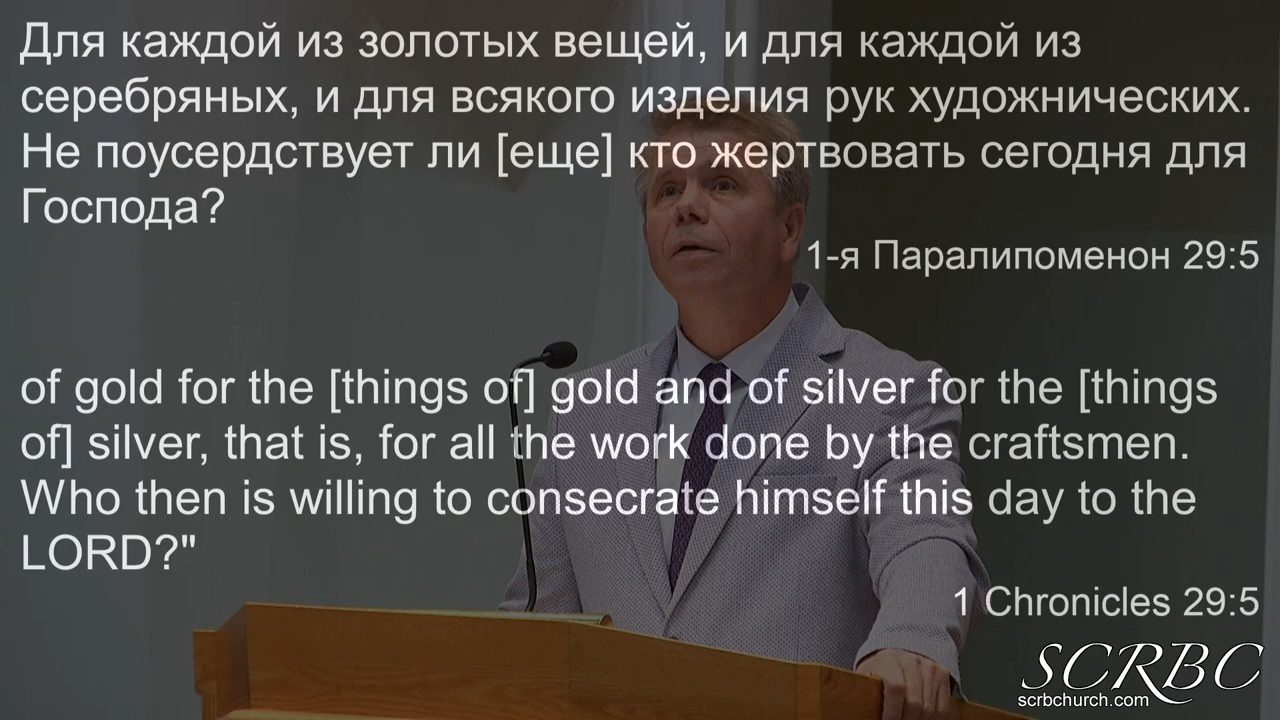 Для каждой из золотых вещей, и для каждой из
серебряных, и для всякого изделия рук художнических.
Не поусердствует ли [еще] кто жертвовать сегодня для
Господа?
1-я Паралипоменон 29:5
of gold for the [things of] gold and of silver for the [things
of] silver, that is, for all the work done by the craftsmen.
Who then is willing to consecrate himself this day to the
LORD?"
1 Chronicles 29:5
SCRBC
scrbchurch.com